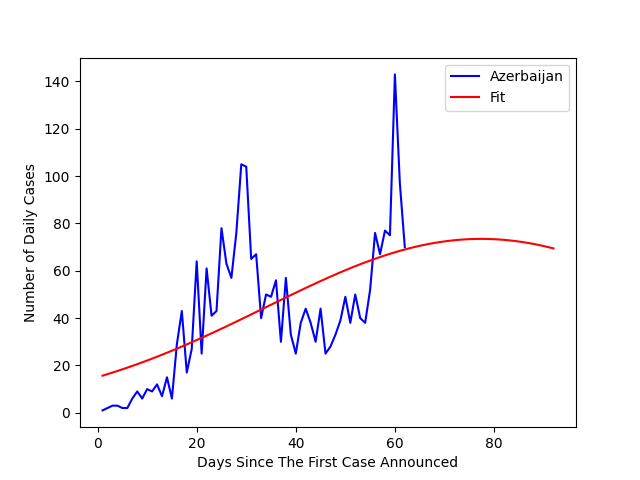 Azerbaijan
Fit
140
120
100
80
60
40
20
0
Number of Daily Cases
0 20 40 60 80
Days Since The First Case Announced